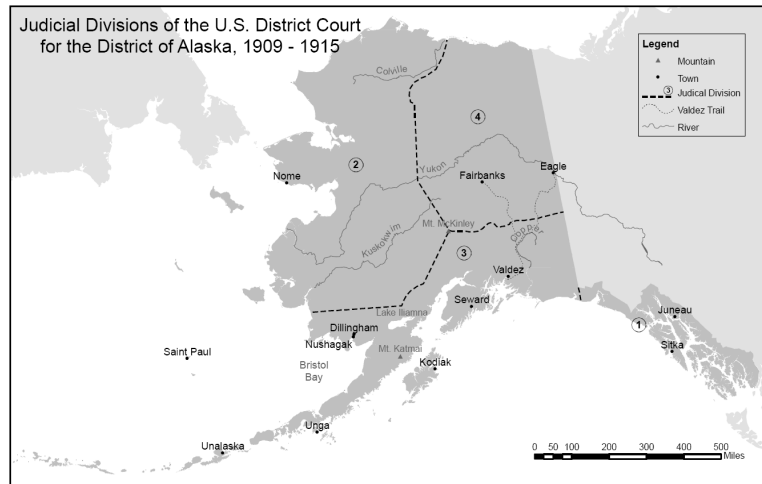 Judicial Divisions of the U.S. District Court
for the District of Alaska, 1909 - 1915
Legend
Mountain
Town
3 Judical Division
Valdez Trail
River
Colville
4
2
Yukon
Eagle
Nome
Fairbanks
Mt. McKinley
Kuskokwim
Copper
3
Valdez
Lake Iliamna
Seward
Juneau
1
Dillingham
Nushagak
Sitka
Saint Paul
Mt. Katmai
Bristol
Bay
Kodiak
Unga
Unalaska
0 50 100 200 300 400 500
Miles